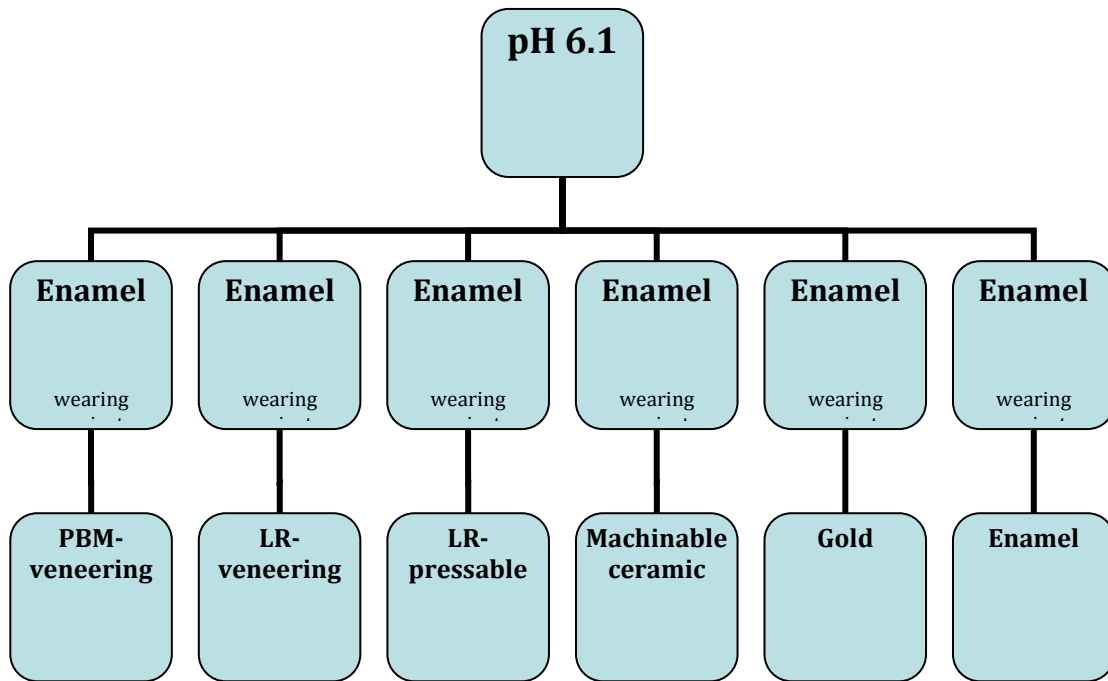 pH 6.1
Enamel Enamel Enamel Enamel Enamel Enamel
wearing wearing wearing wearing wearing wearing
PBM- LR- LR- Machinable Gold Enamel
veneering veneering pressable ceramic